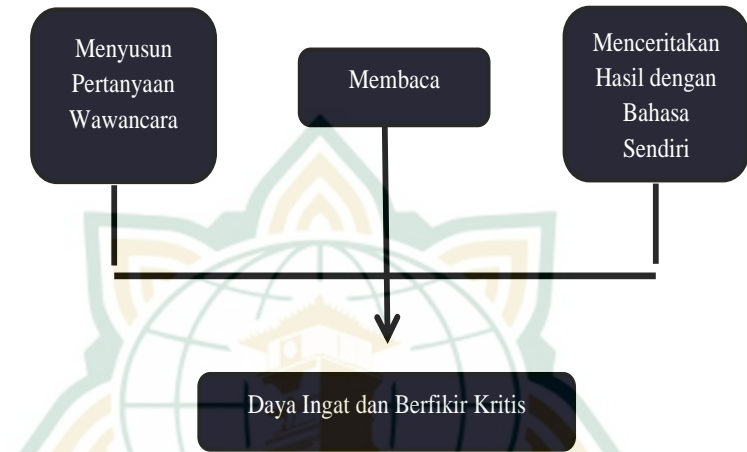 Menyusun
Pertanyaan
Wawancara
Membaca
Menceritakan
Hasil dengan
Bahasa
Sendiri
Daya Ingat dan Berfikir Kritis